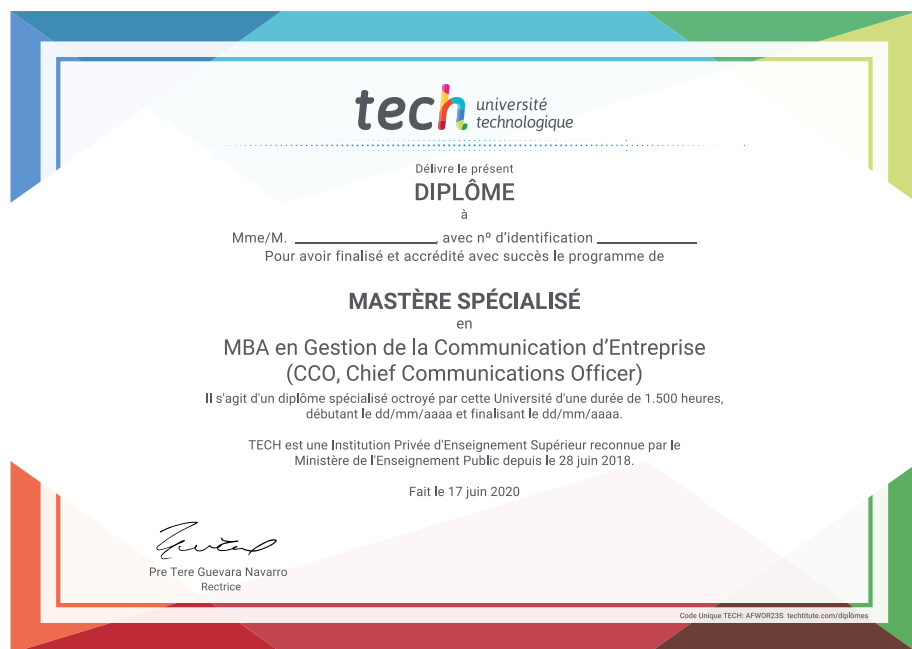 tech université
technologique
Délivre le présent
DIPLÔME
à
Mme/M. ____________, avec nº d’identification ____________
Pour avoir finalisé et accrédité avec succès le programme de
MASTÈRE SPÉCIALISÉ
en
MBA en Gestion de la Communication d’Entreprise
(CCO, Chief Communications Officer)
Il s'agit d'un diplôme spécialisé octroyé par cette Université d'une durée de 1.500 heures,
débutant le dd/mm/aaaa et finalisant le dd/mm/aaaa.
TECH est une Institution Privée d'Enseignement Supérieur reconnue par le
Ministère de l'Enseignement Public depuis le 28 juin 2018.
Fait le 17 juin 2020
Pre Tere Guevara Navarro
Rectrice
Code Unique TECH: AFWOR23S techtitute.com/diplômes